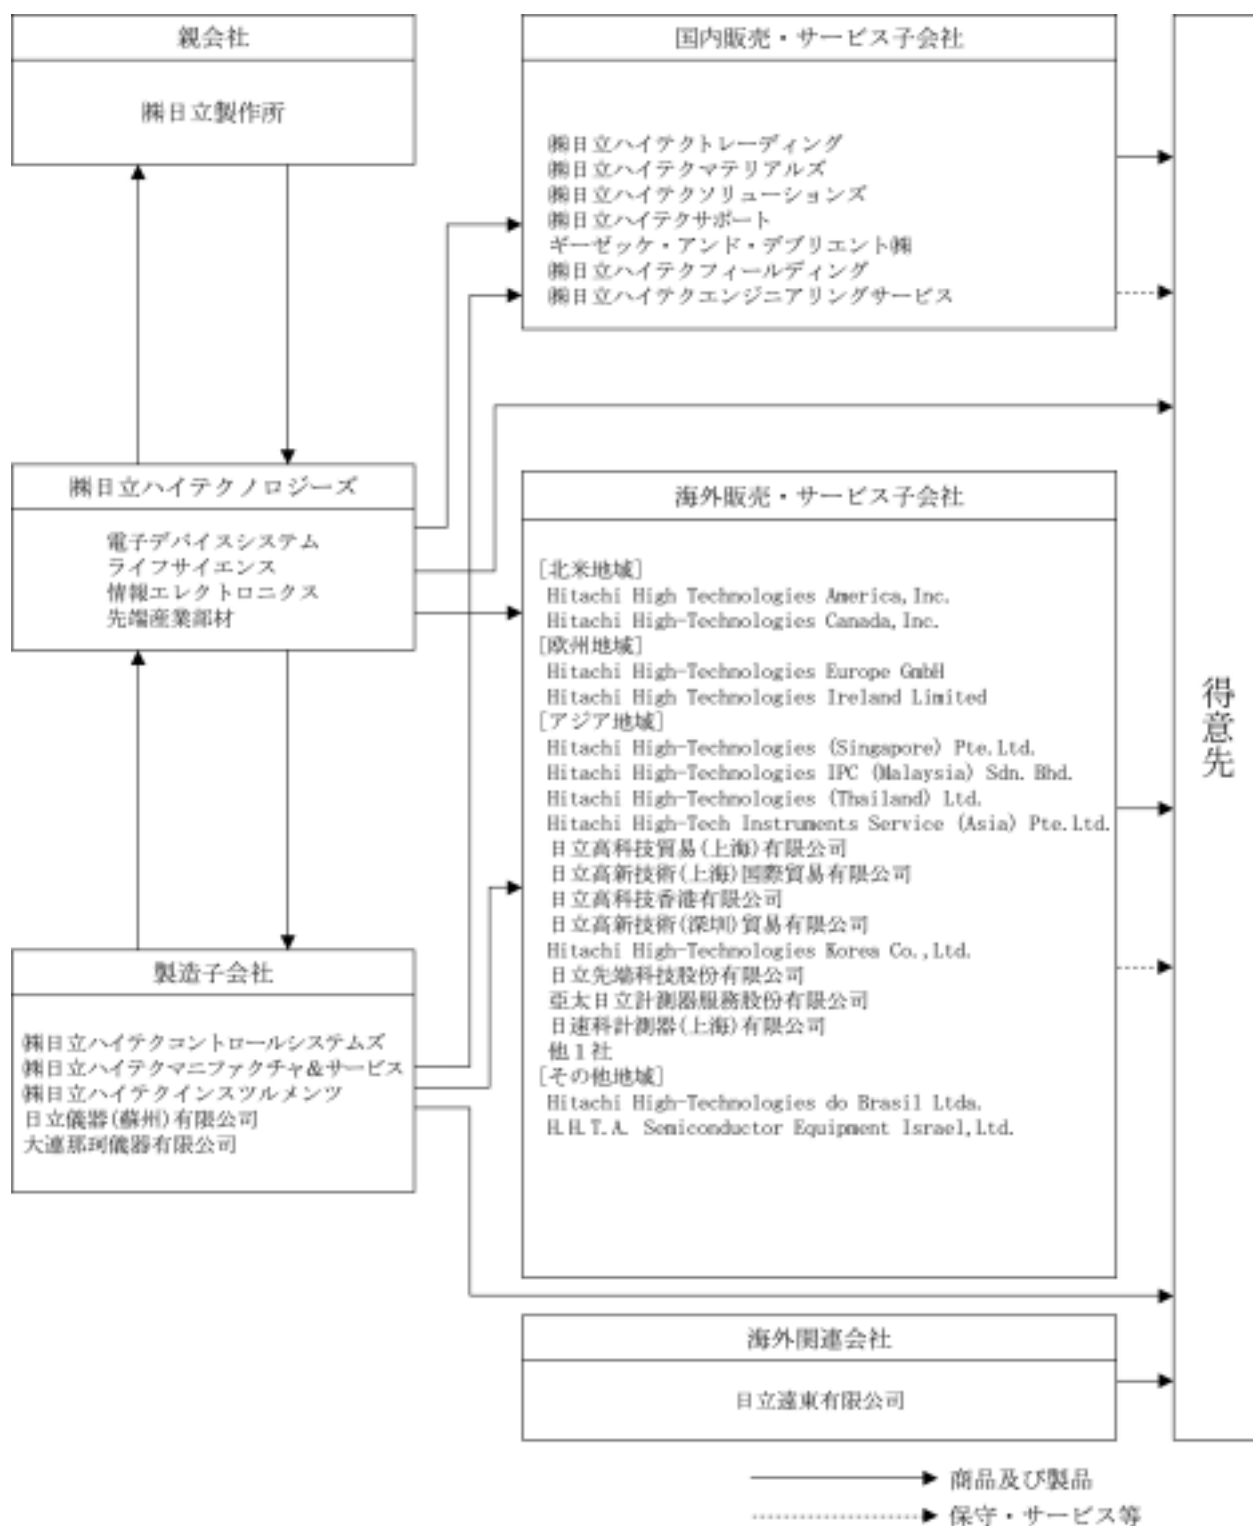 親会社
㈱日立製作所
国内販売・サービス子会社
㈱日立ハイテクトレーディング
㈱日立ハイテクマテリアルズ
㈱日立ハイテクソリューションズ
㈱日立ハイテクサポート
ギーゼッケ・アンド・デブリエント㈱
㈱日立ハイテクフィールディング
㈱日立ハイテクエンジニアリングサービス
㈱日立ハイテクノロジーズ
電子デバイスシステム
ライフサイエンス
情報エレクトロニクス
先端産業部材
海外販売・サービス子会社
[北米地域]
Hitachi High Technologies America,Inc.
Hitachi High-Technologies Canada,Inc.
[欧州地域]
Hitachi High-Technologies Europe GmbH
Hitachi High Technologies Ireland Limited
[アジア地域]
Hitachi High-Technologies (Singapore) Pte.Ltd.
Hitachi High-Technologies IPC (Malaysia) Sdn. Bhd.
Hitachi High-Technologies (Thailand) Ltd.
Hitachi High-Tech Instruments Service (Asia) Pte.Ltd.
日立高科技貿易(上海)有限公司
日立高新技術(上海)国際貿易有限公司
日立高科技香港有限公司
日立高新技術(深圳)貿易有限公司
Hitachi High-Technologies Korea Co.,Ltd.
日立先端科技股份有限公司
亜太日立計測器服務股份有限公司
日速科計測器(上海)有限公司
他1社
[その他地域]
Hitachi High-Technologies do Brasil Ltda.
H.H.T.A. Semiconductor Equipment Israel,Ltd.
製造子会社
㈱日立ハイテクコントロールシステムズ
㈱日立ハイテクマニファクチャ&サービス
㈱日立ハイテクインスツルメンツ
日立儀器(蘇州)有限公司
大連那珂儀器有限公司
海外関連会社
日立遠東有限公司
得意先
商品及び製品
保守・サービス等